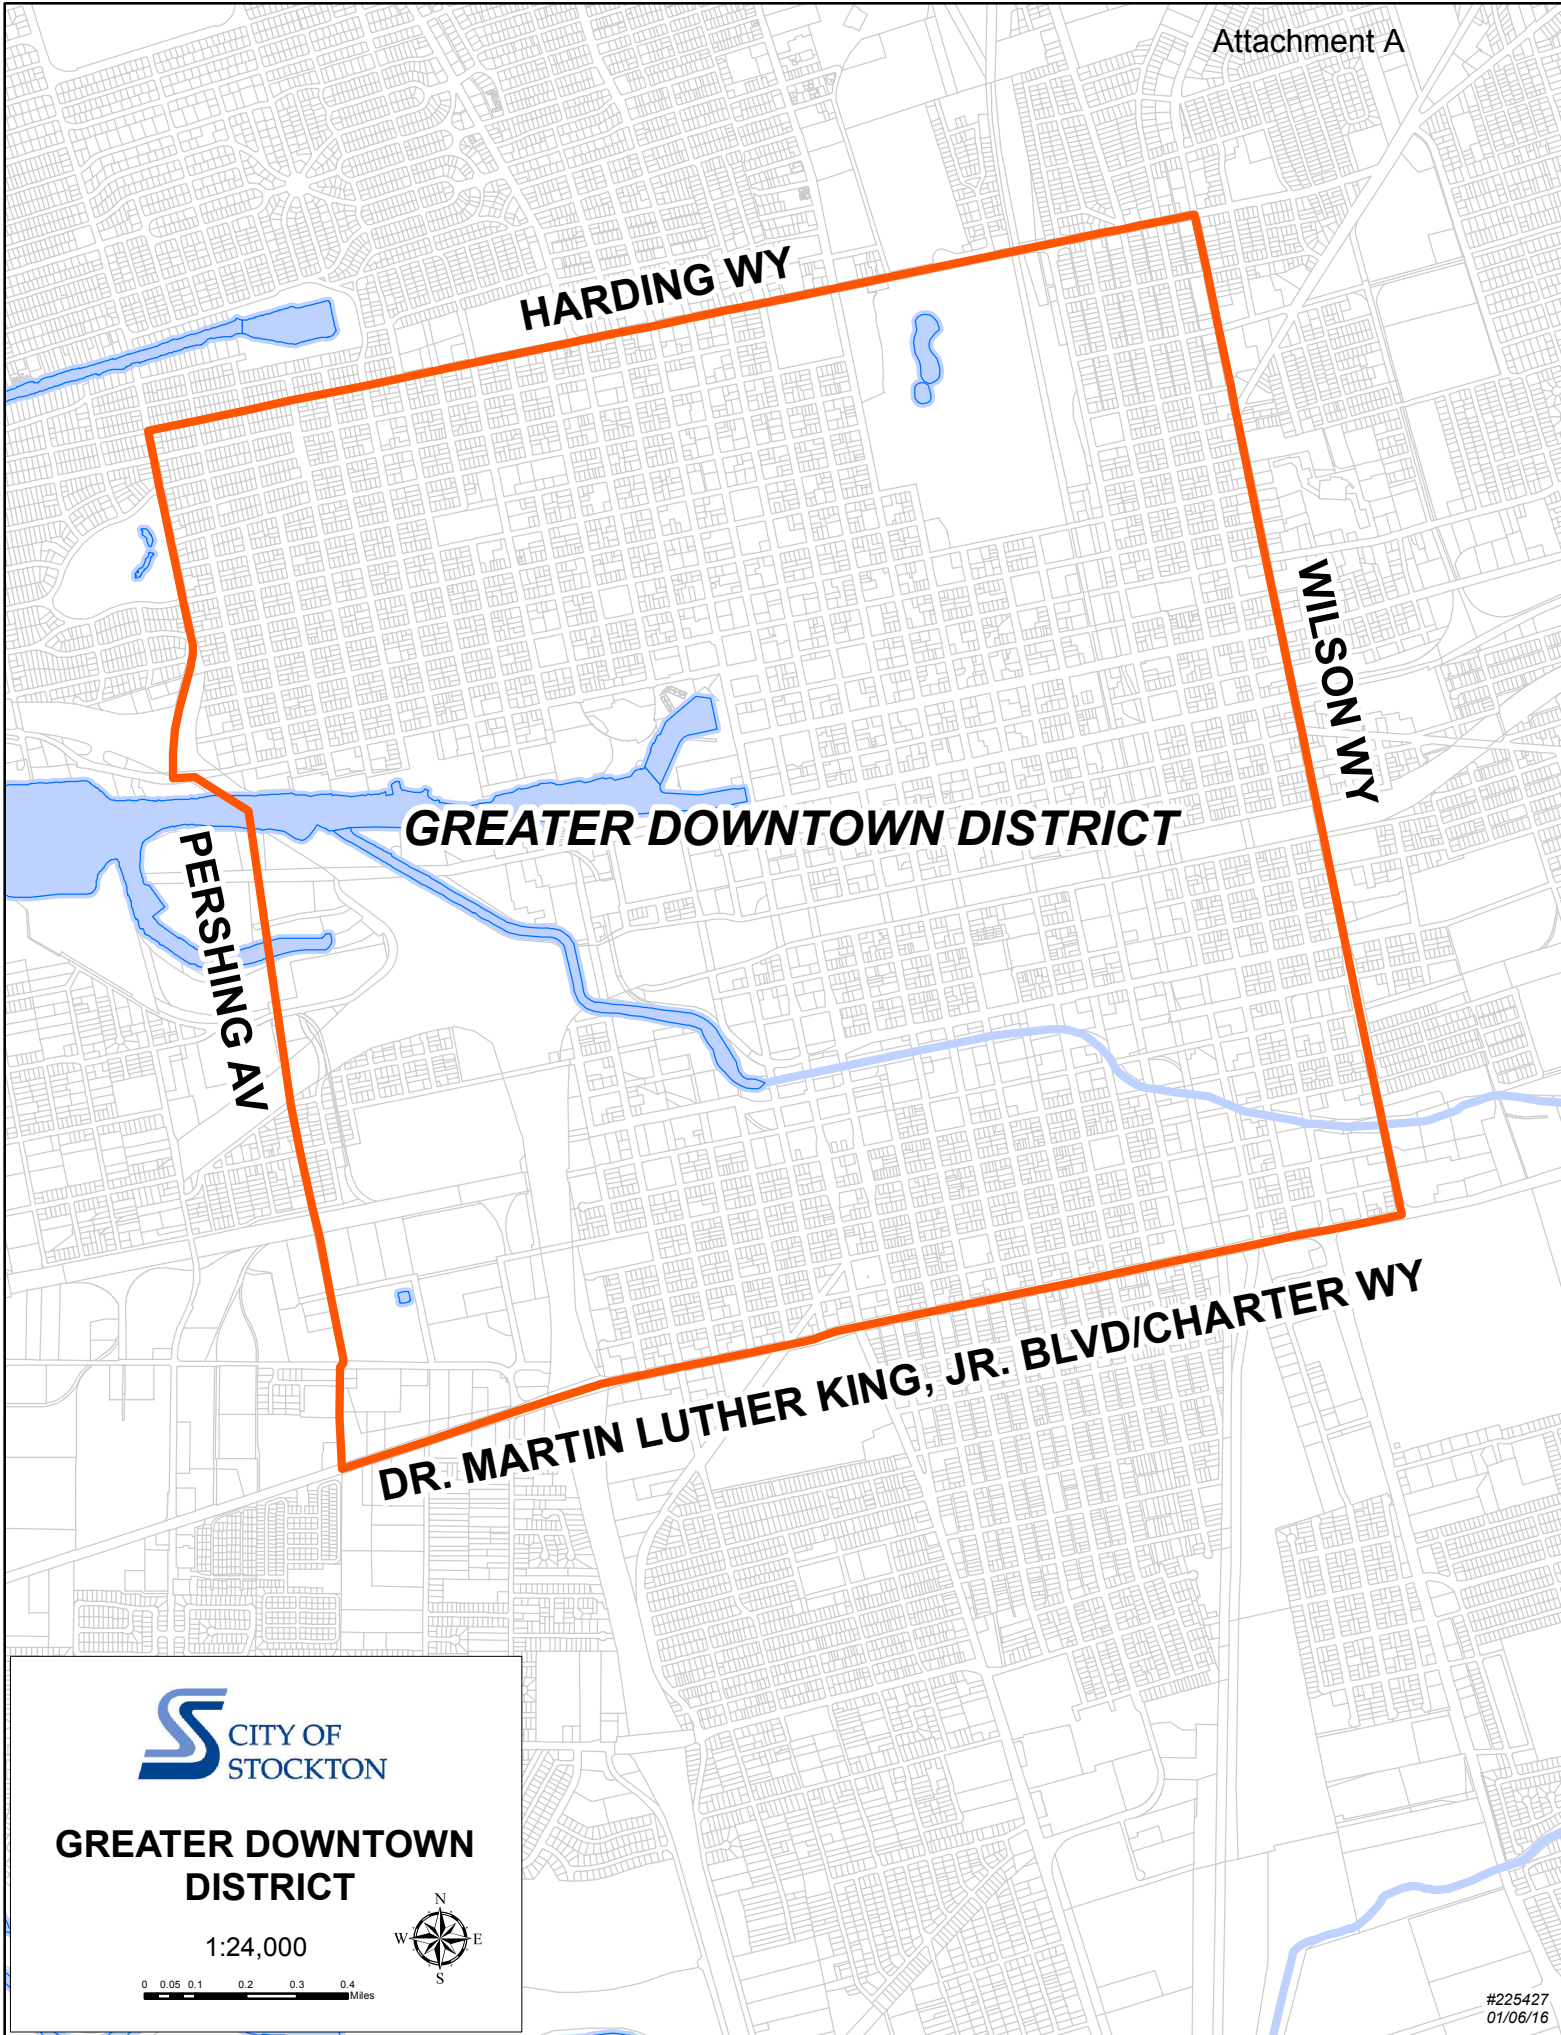 Attachment A
HARDING WY
WILSON WY
GREATER DOWNTOWN DISTRICT
PERSHING AV
DR. MARTIN LUTHER KING, JR. BLVD/CHARTER WY
CITY OF
STOCKTON
GREATER DOWNTOWN
DISTRICT
1:24,000
N
W E
S
0 0.05 0.1 0.2 0.3 0.4
Miles
#225427
01/06/16